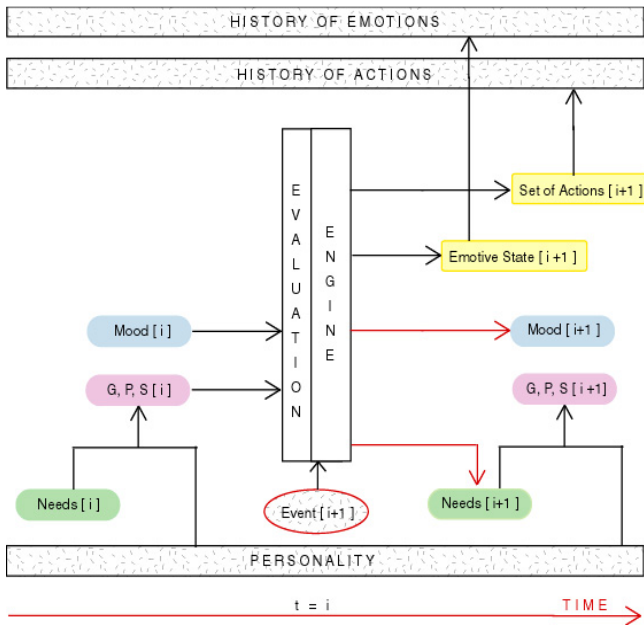 HISTORY OF EMOTIONS
HISTORY OF ACTIONS
EVALUATION
ENGINE
Set of Actions [ i+1 ]
Emotive State [ i +1 ]
Mood [ i ]
Mood [i+1]
G, P, S [ i ]
G, P, S [ i+1]
Needs [ i ]
Event [ i+1 ]
Needs [i+1]
PERSONALITY
t = i
TIME